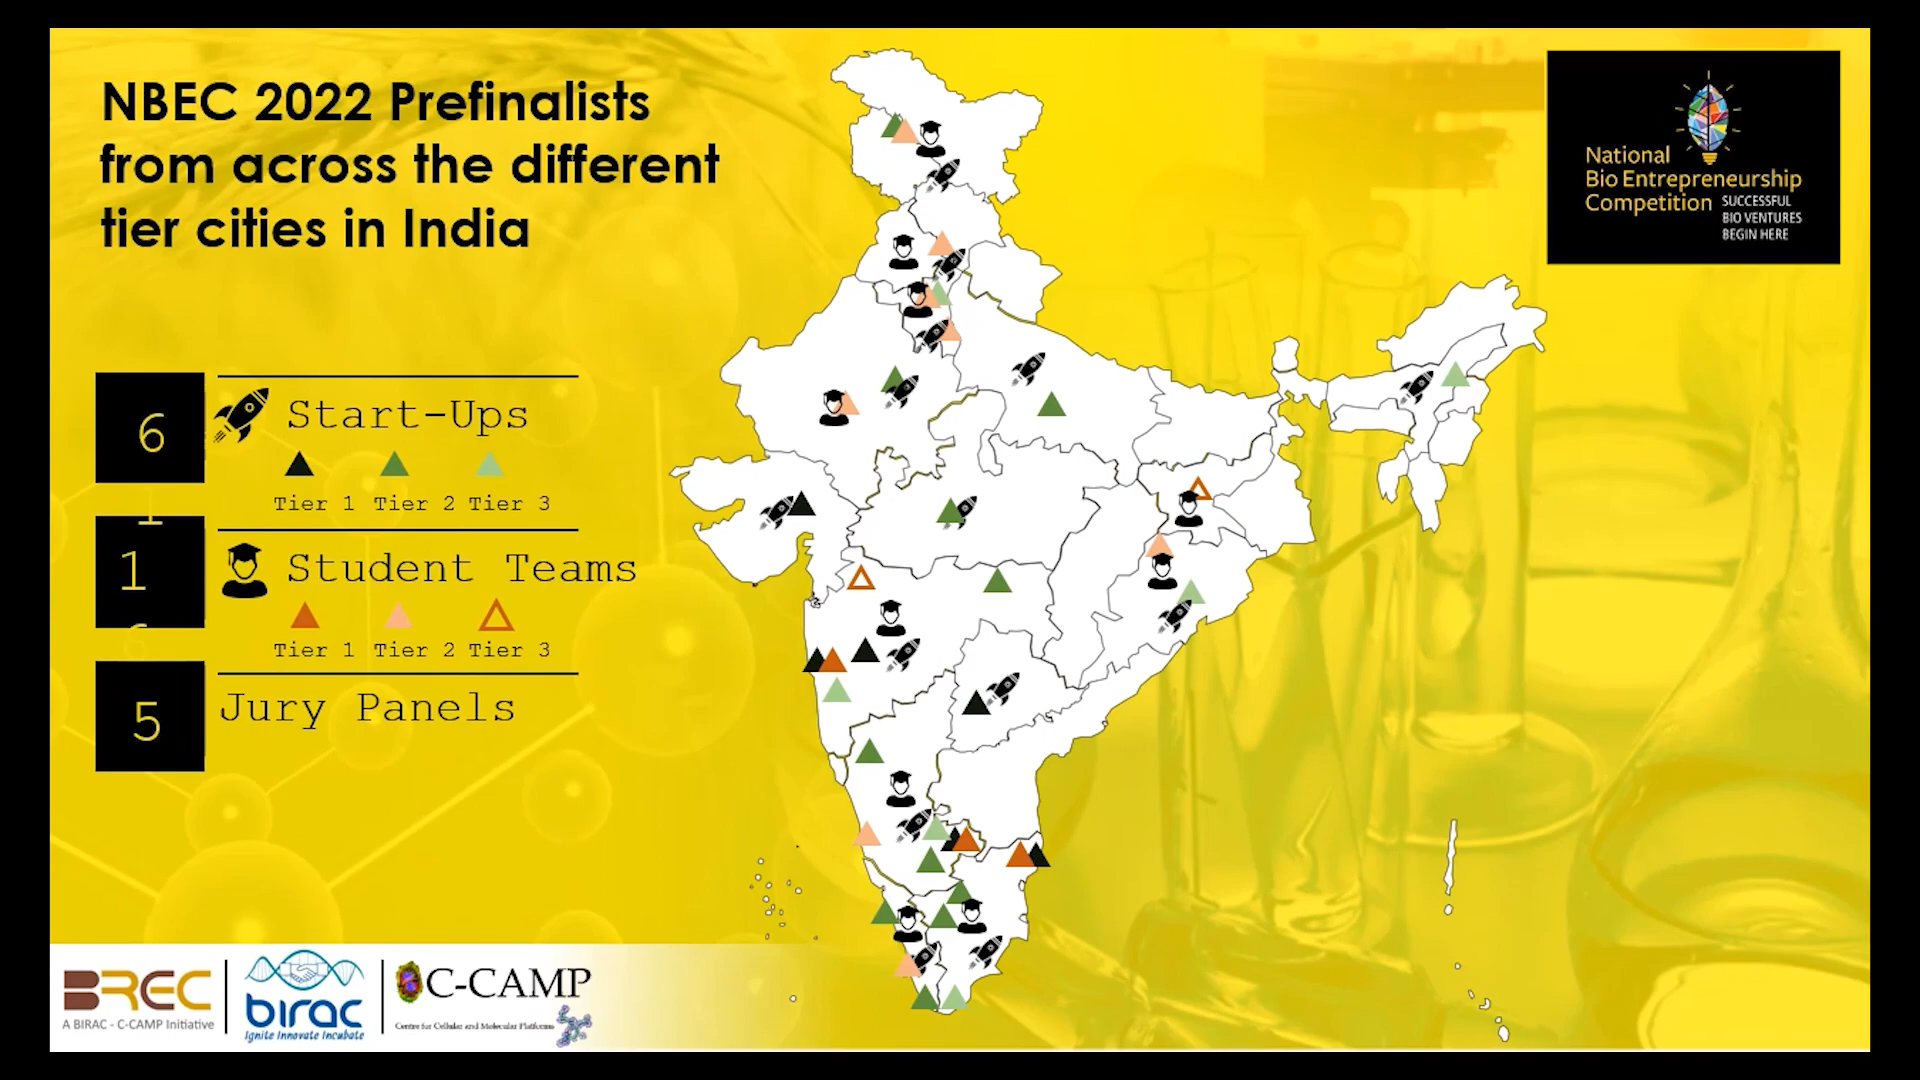 NBEC 2022 Prefinalists
from across the different
tier cities in India
National
Bio Entrepreneurship
Competition SUCCESSFUL
BIO VENTURES
BEGIN HERE
6
Start-Ups
Tier 1 Tier 2 Tier 3
1
Student Teams
Tier 1 Tier 2 Tier 3
5
Jury Panels
BREC
A BIRAC - C-CAMP Initiative
birac
Ignite Innovate Incubate
C-CAMP
Centre for Cellular and Molecular Platforms